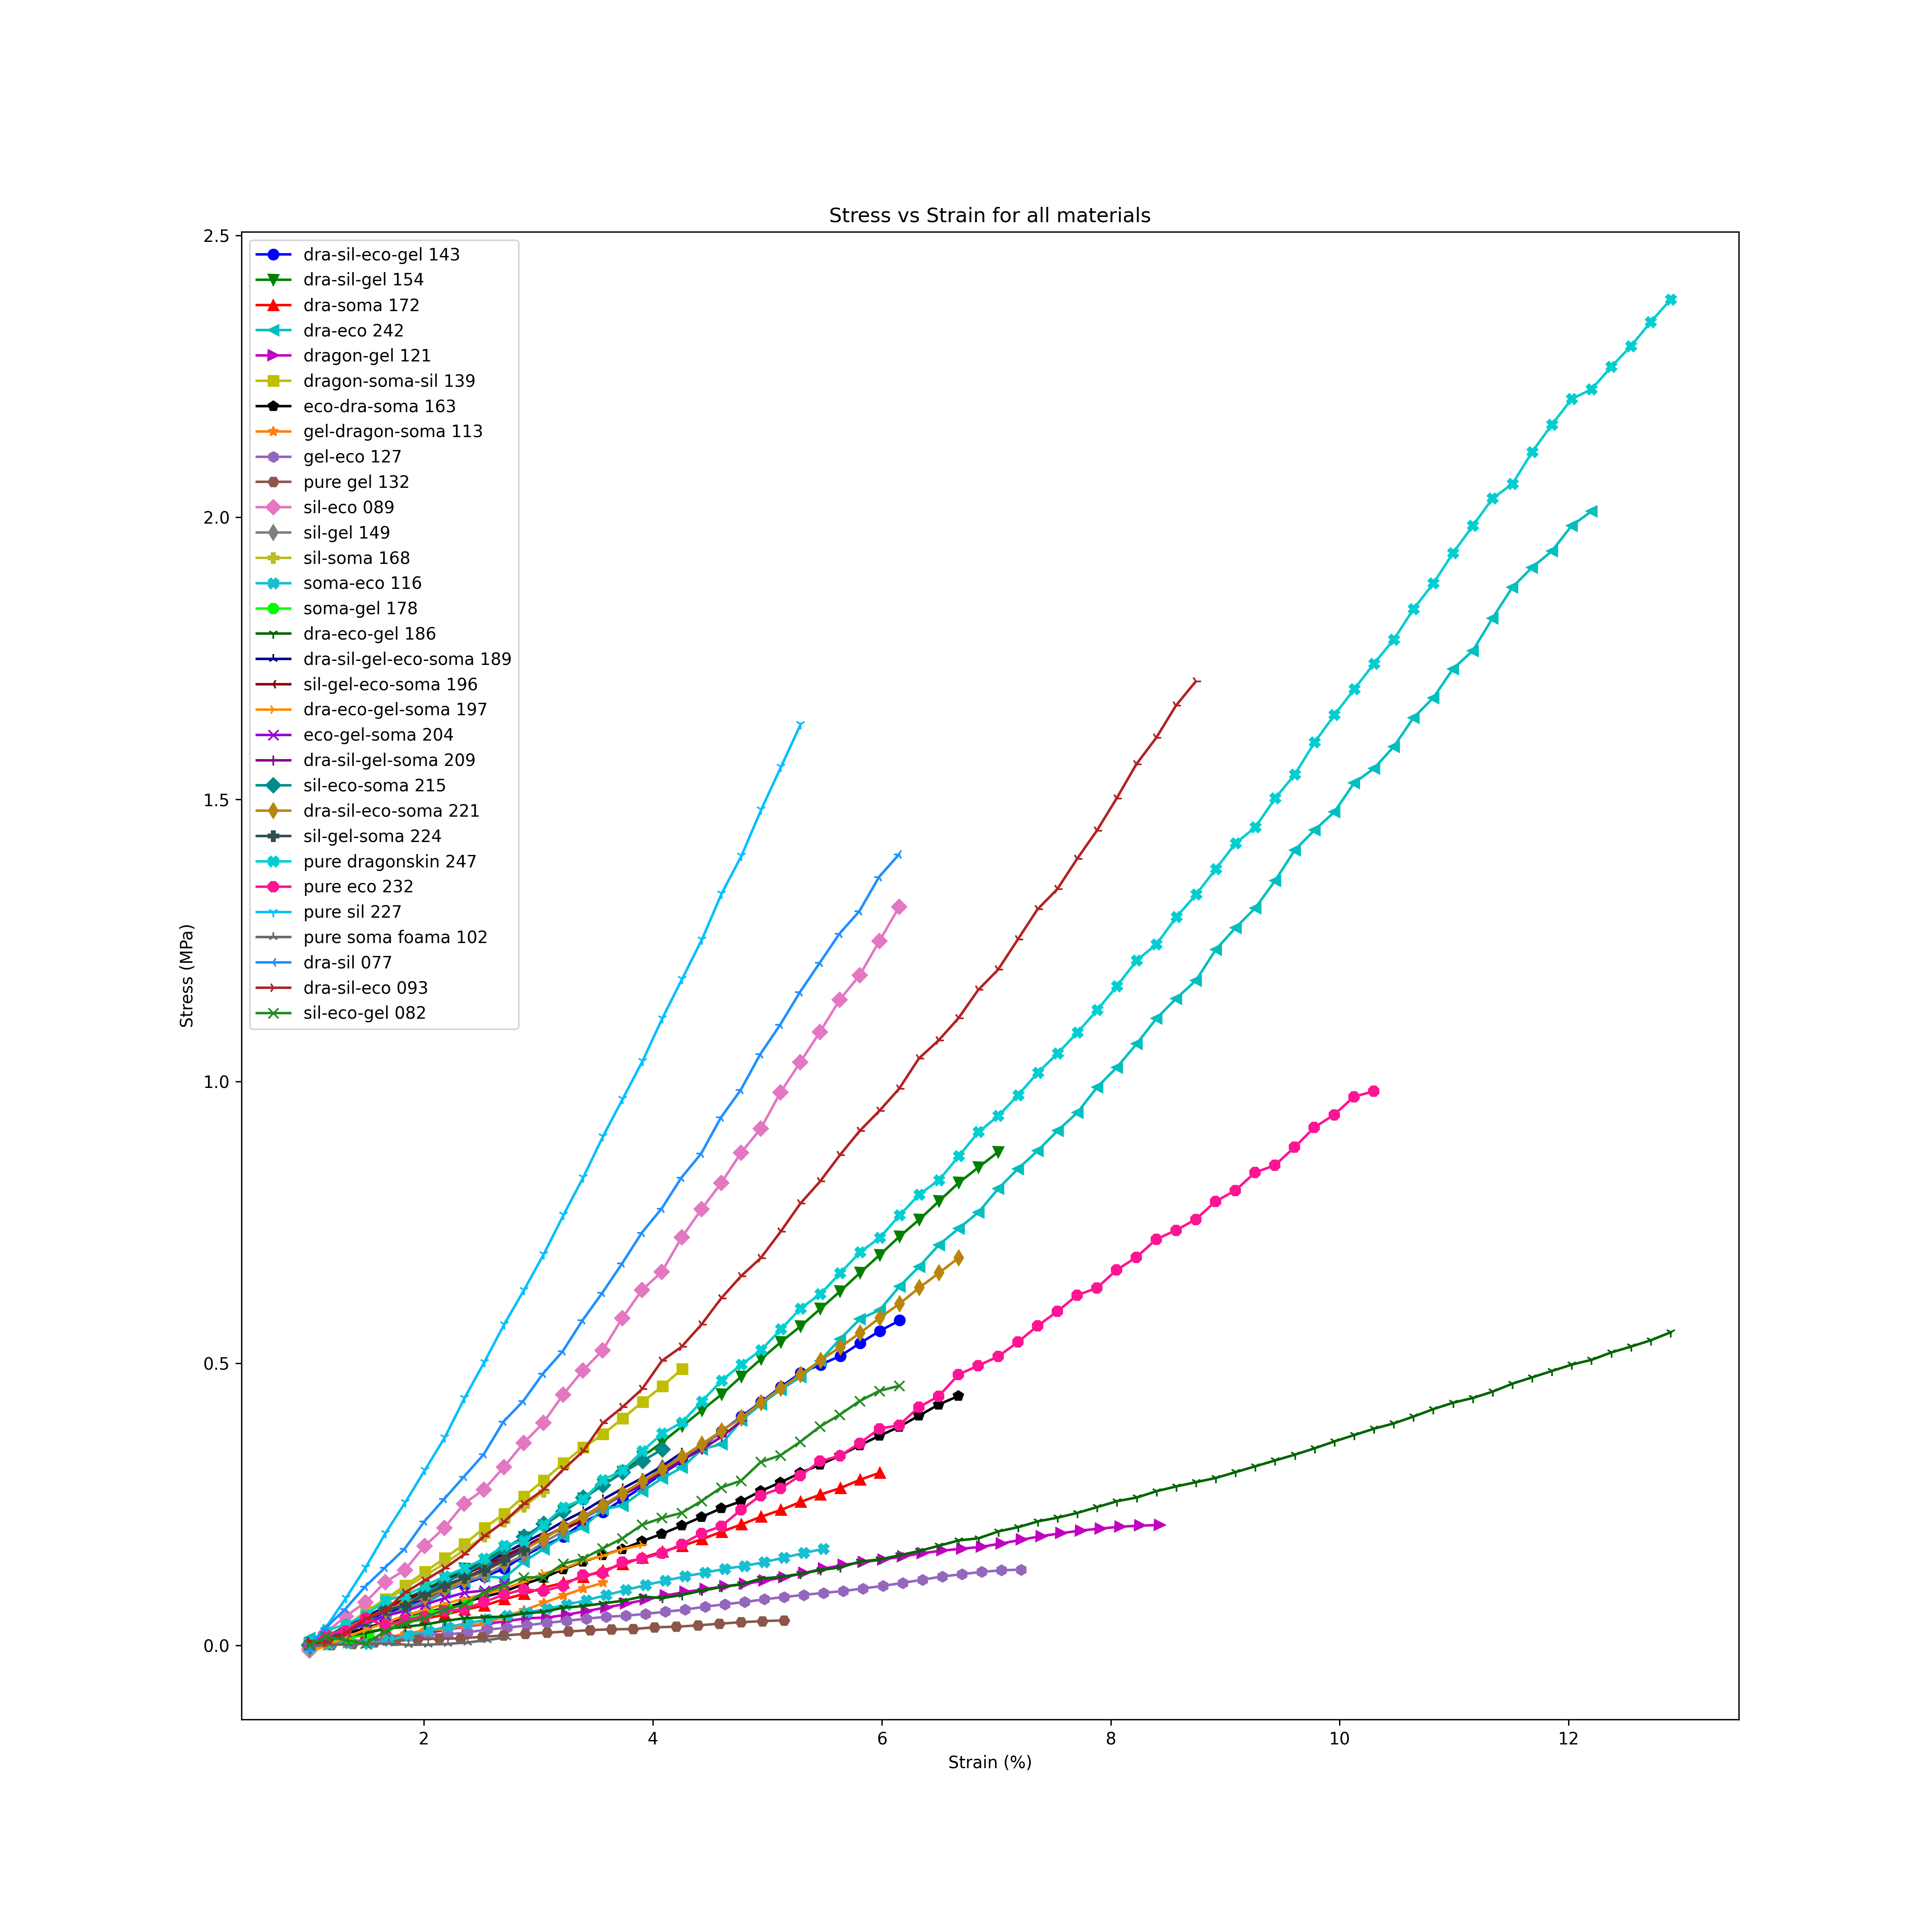 Stress vs Strain for all materials
2.5
2.0
1.5
1.0
0.5
0.0
Stress (MPa)
dra-sil-eco-gel 143
dra-sil-gel 154
dra-soma 172
dra-eco 242
dragon-gel 121
dragon-soma-sil 139
eco-dra-soma 163
gel-dragon-soma 113
gel-eco 127
pure gel 132
sil-eco 089
sil-gel 149
sil-soma 168
soma-eco 116
soma-gel 178
dra-eco-gel 186
dra-sil-gel-eco-soma 189
sil-gel-eco-soma 196
dra-eco-gel-soma 197
eco-gel-soma 204
dra-sil-gel-soma 209
sil-eco-soma 215
dra-sil-eco-soma 221
sil-gel-soma 224
pure dragonskin 247
pure eco 232
pure sil 227
pure soma foama 102
dra-sil 077
dra-sil-eco 093
sil-eco-gel 082
2 4 6 8 10 12
Strain (%)